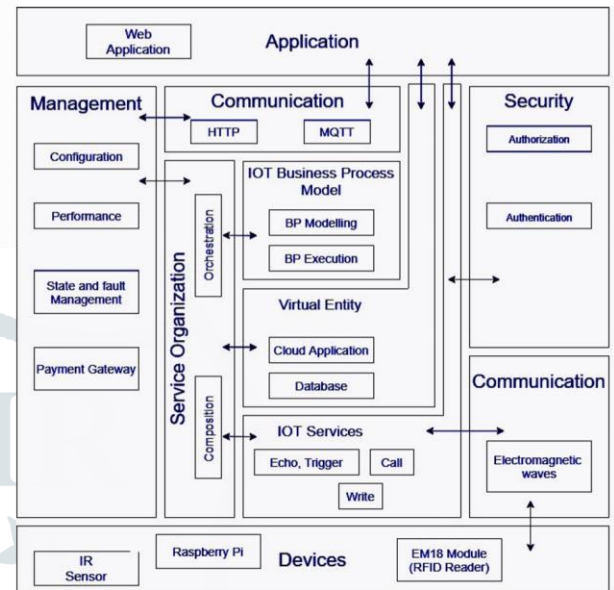 Web
Application
Application
Management
Configuration
Performance
State and fault
Management
Payment Gateway
Communication
HTTP
MQTT
Service Organization
Orchestration
Composition
IOT Business Process
Model
BP Modelling
BP Execution
Virtual Entity
Cloud Application
Database
IOT Services
Echo, Trigger
Call
Write
Security
Authorization
Authentication
Communication
Electromagnetic
waves
IR
Sensor
Raspberry Pi
Devices
EM18 Module
(RFID Reader)